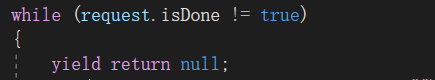 while (request.isDone != true)
{
yield return null;